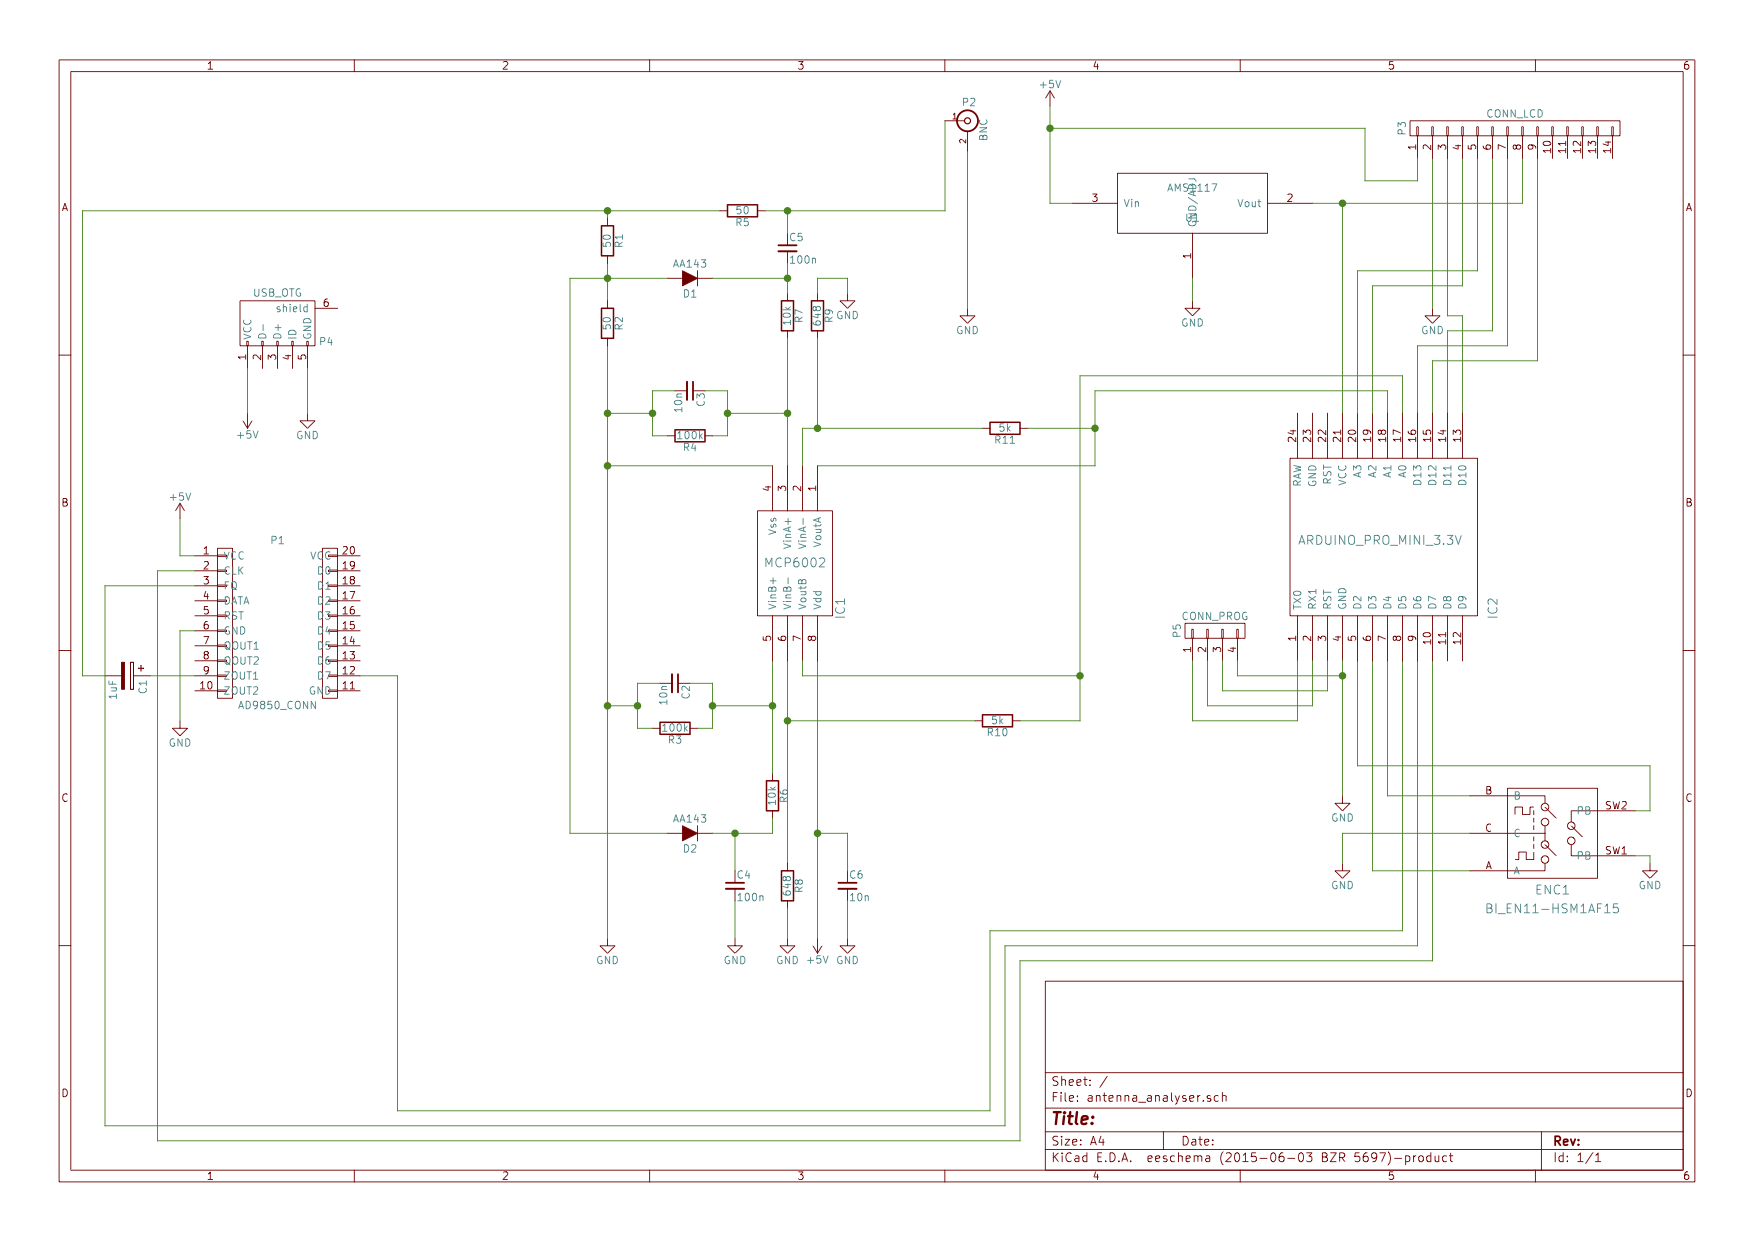 1 2 3 4 5 6
A
B
C
D
+5V
P2
1
BNC
2
GND
CONN_LCD
P3
1 2 3 4 5 6 7 8 9 10 11 12 13 14
AMS1117
3 Vin
Vout 2
GND/ADJ
U1
1
GND
GND
50
R5
50 R1
C5
100n
AA143
D1
50 R2
10k R7
648 R9
GND
USB_OTG
shield 6
VCC D- D+ ID GND
P4
1 2 3 4 5
+5V
GND
10n C3
100k
R4
5k
R11
4 3 2 1
Vss VinA+ VinA- VoutA
MCP6002
VinB+ VinB- VoutB Vdd
IC1
5 6 7 8
24 23 22 21 20 19 18 17 16 15 14 13
RAW GND RST VCC A3 A2 A1 A0 D13 D12 D11 D10
ARDUINO_PRO_MINI_3.3V
TX0 RX1 RST GND D2 D3 D4 D5 D6 D7 D8 D9
IC2
1 2 3 4 5 6 7 8 9 10 11 12
+5V
P1
1 VCC
2 CLK
3 FQ
4 DATA
5 RST
6 GND
7 QOUT1
8 QOUT2
9 ZOUT1
10 ZOUT2
VCC 20
D0 19
D1 18
D2 17
D3 16
D4 15
D5 14
D6 13
D7 12
GND 11
AD9850_CONN
1uF + C1
GND
CONN_PROG
P5
1 2 3 4
10n C2
100k
R3
5k
R10
10k R6
AA143
D2
C4
100n
648 R8
C6
10n
GND
GND
GND
+5V
GND
GND
GND
B B
C C
A A
PB SW2
PB SW1
GND
ENC1
BI_EN11-HSM1AF15
Sheet: /
File: antenna_analyser.sch
Title:
Size: A4 Date: Rev:
KiCad E.D.A. eeschema (2015-06-03 BZR 5697)-product Id: 1/1
A
B
C
D
1 2 3 4 5 6